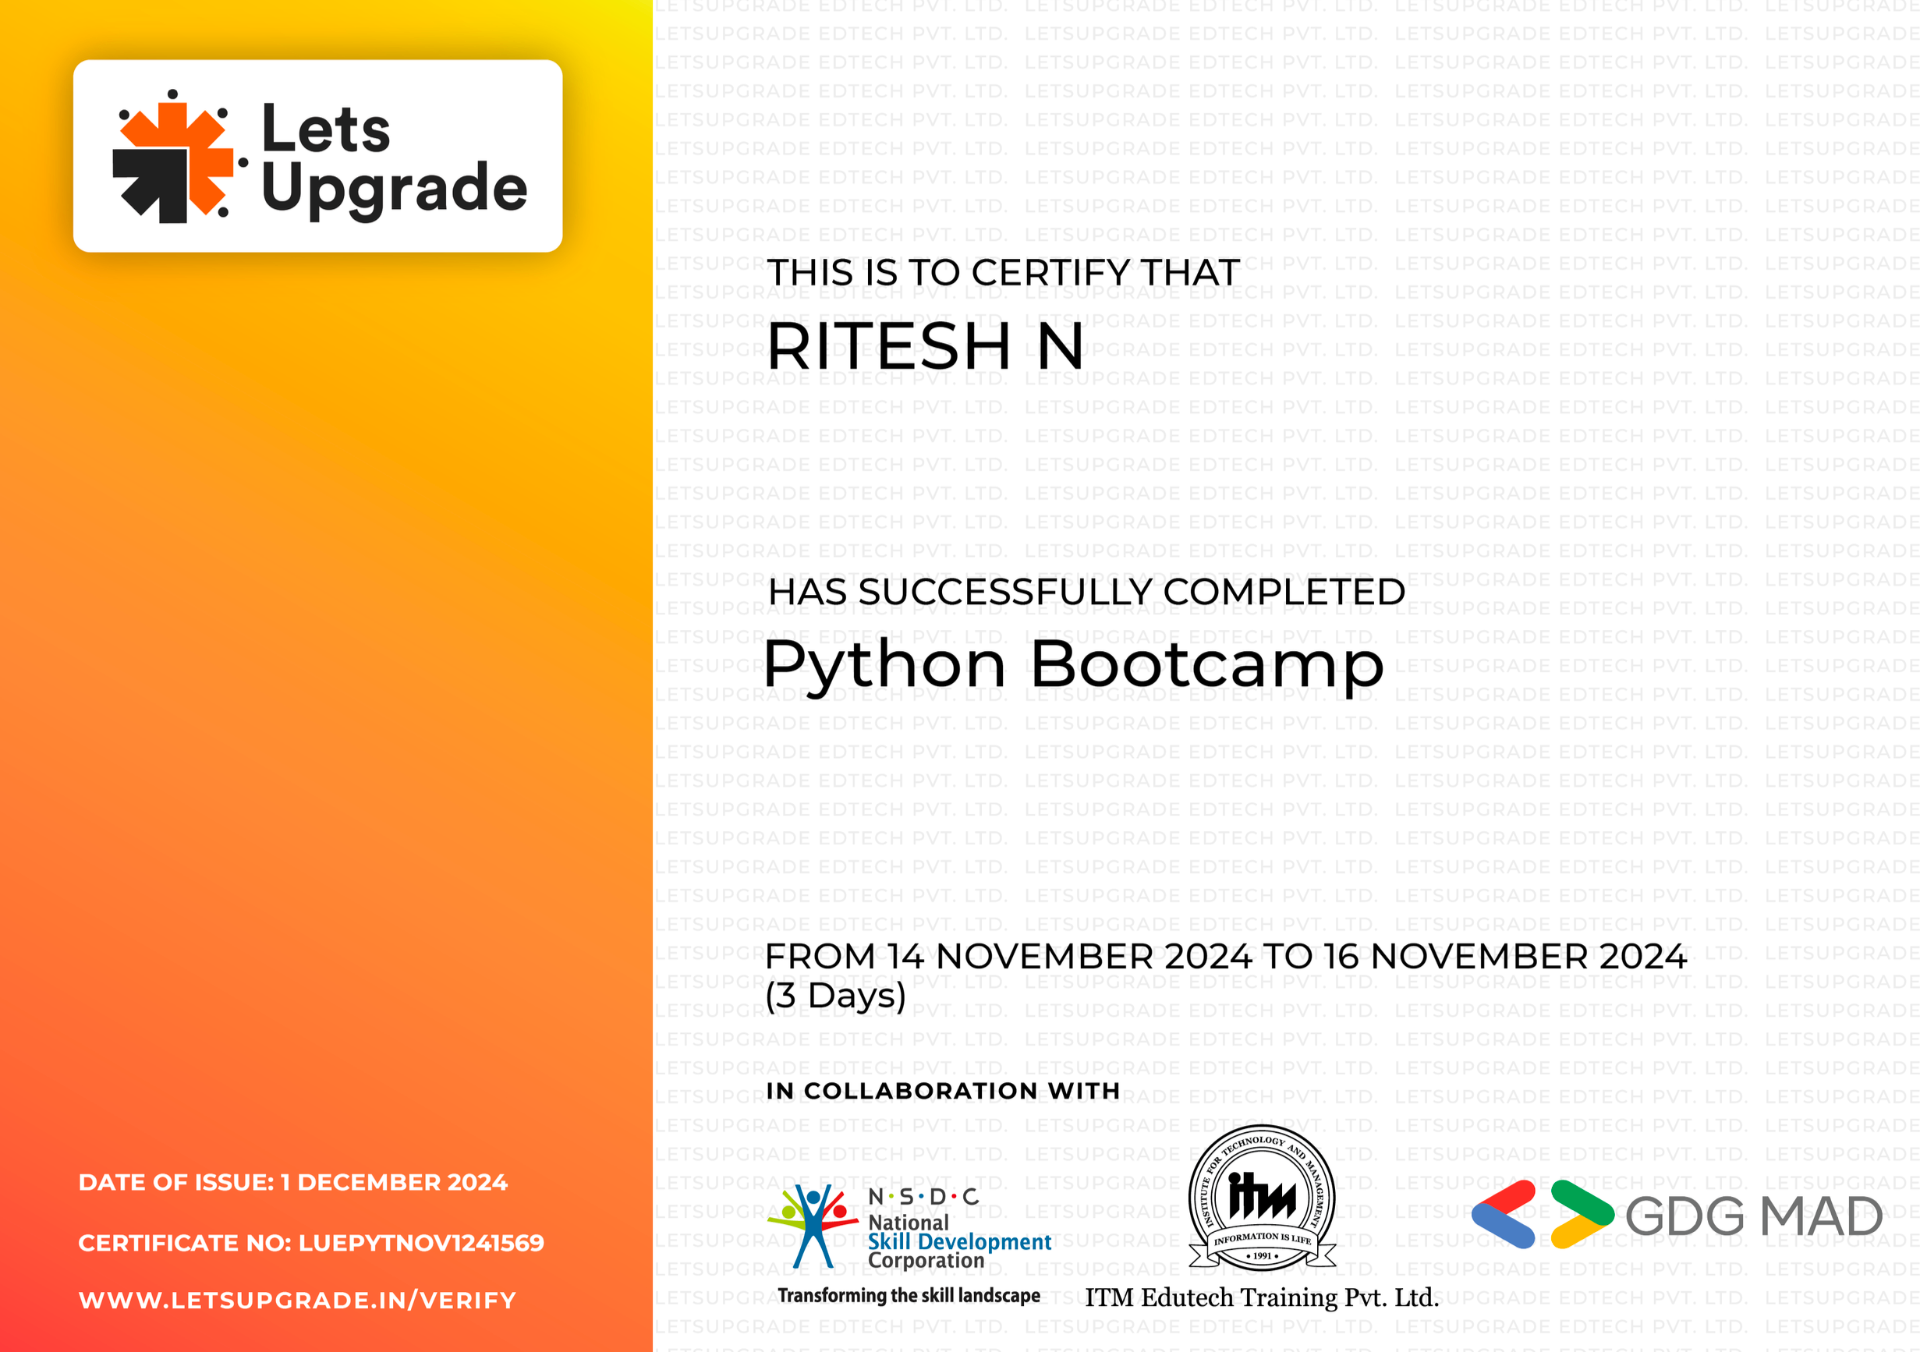 Lets
Upgrade
THIS IS TO CERTIFY THAT
RITESH N
HAS SUCCESSFULLY COMPLETED
Python Bootcamp
FROM 14 NOVEMBER 2024 TO 16 NOVEMBER 2024
(3 Days)
IN COLLABORATION WITH
N·S·D·C
National
Skill Development
Corporation
Transforming the skill landscape
INSTITUTE FOR TECHNOLOGY AND MANAGEMENT
itm
INFORMATION IS LIFE
• 1991 •
ITM Edutech Training Pvt. Ltd.
GDG MAD
DATE OF ISSUE: 1 DECEMBER 2024
CERTIFICATE NO: LUEPYTNOV1241569
WWW.LETSUPGRADE.IN/VERIFY
LETSUPGRADE EDTECH PVT. LTD.